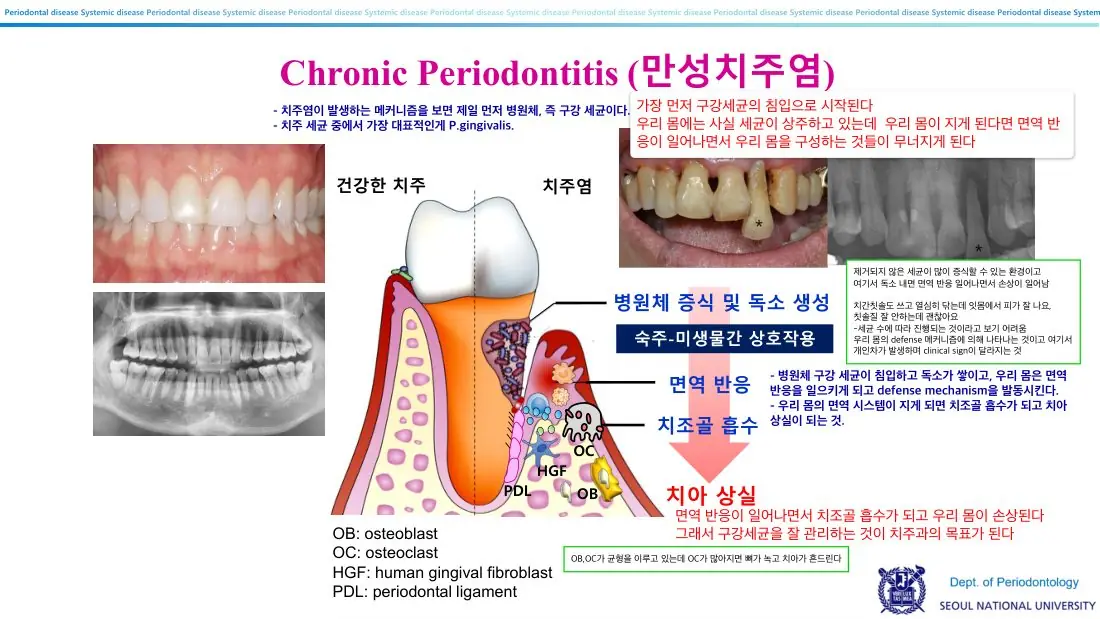 Periodontal disease Systemic disease Periodontal disease Systemic disease Periodontal disease Systemic disease Periodontal disease Systemic disease Periodontal disease Systemic disease Periodontal disease Systemic disease Periodontal disease Systemic disease Periodontal disease System
Chronic Periodontitis (만성치주염)
- 치주염이 발생하는 메커니즘을 보면 제일 먼저 병원체, 즉 구강 세균이다.
- 치주 세균 중에서 가장 대표적인게 P.gingivalis.
가장 먼저 구강세균의 침입으로 시작된다
우리 몸에는 사실 세균이 상주하고 있는데 우리 몸이 지게 된다면 면역 반
응이 일어나면서 우리 몸을 구성하는 것들이 무너지게 된다
건강한 치주
치주염
*
*
병원체 증식 및 독소 생성
숙주-미생물간 상호작용
면역 반응
치조골 흡수
치아 상실
제거되지 않은 세균이 많이 증식할 수 있는 환경이고
여기서 독소 내면 면역 반응 일어나면서 손상이 일어남
치간칫솔도 쓰고 열심히 닦는데 잇몸에서 피가 잘 나요.
칫솔질 잘 안하는데 괜찮아요
-세균 수에 따라 진행되는 것이라고 보기 어려움
우리 몸의 defense 메커니즘에 의해 나타나는 것이고 여기서
개인차가 발생하며 clinical sign이 달라지는 것
- 병원체 구강 세균이 침입하고 독소가 쌓이고, 우리 몸은 면역
반응을 일으키게 되고 defense mechanism을 발동시킨다.
- 우리 몸의 면역 시스템이 지게 되면 치조골 흡수가 되고 치아
상실이 되는 것.
OC
HGF
PDL
OB
면역 반응이 일어나면서 치조골 흡수가 되고 우리 몸이 손상된다
그래서 구강세균을 잘 관리하는 것이 치주과의 목표가 된다
OB: osteoblast
OC: osteoclast
HGF: human gingival fibroblast
PDL: periodontal ligament
OB,OC가 균형을 이루고 있는데 OC가 많아지면 뼈가 녹고 치아가 흔드린다
Dept. of Periodontology
SEOUL NATIONAL UNIVERSITY